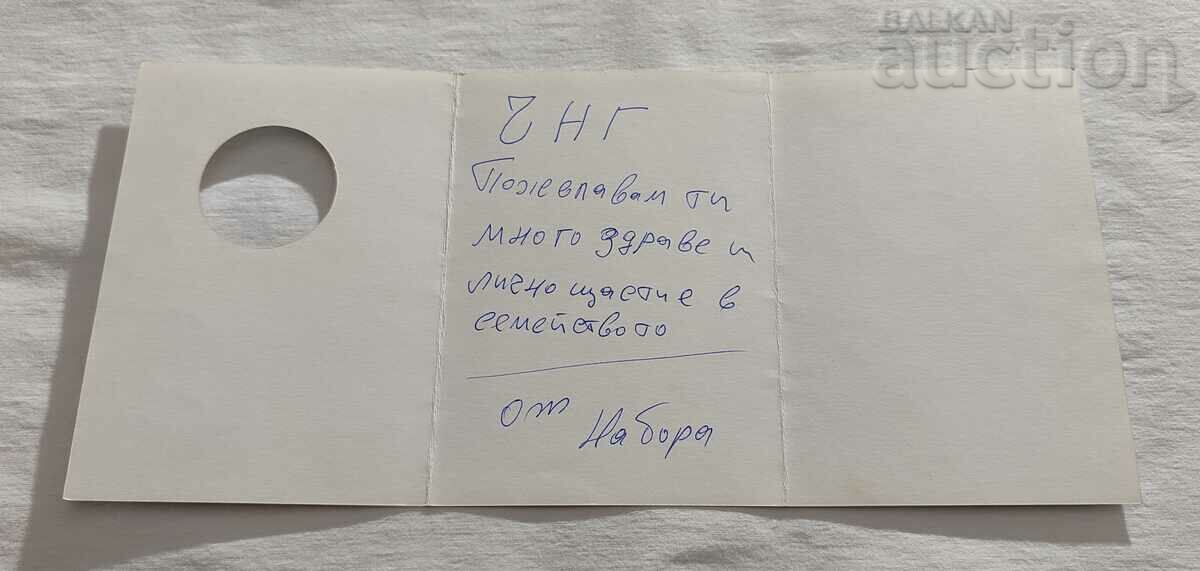 BALKAN
auction
ЧНГ
Пожелавам ти
много здраве и
лично щастие в
семейството
от Набора